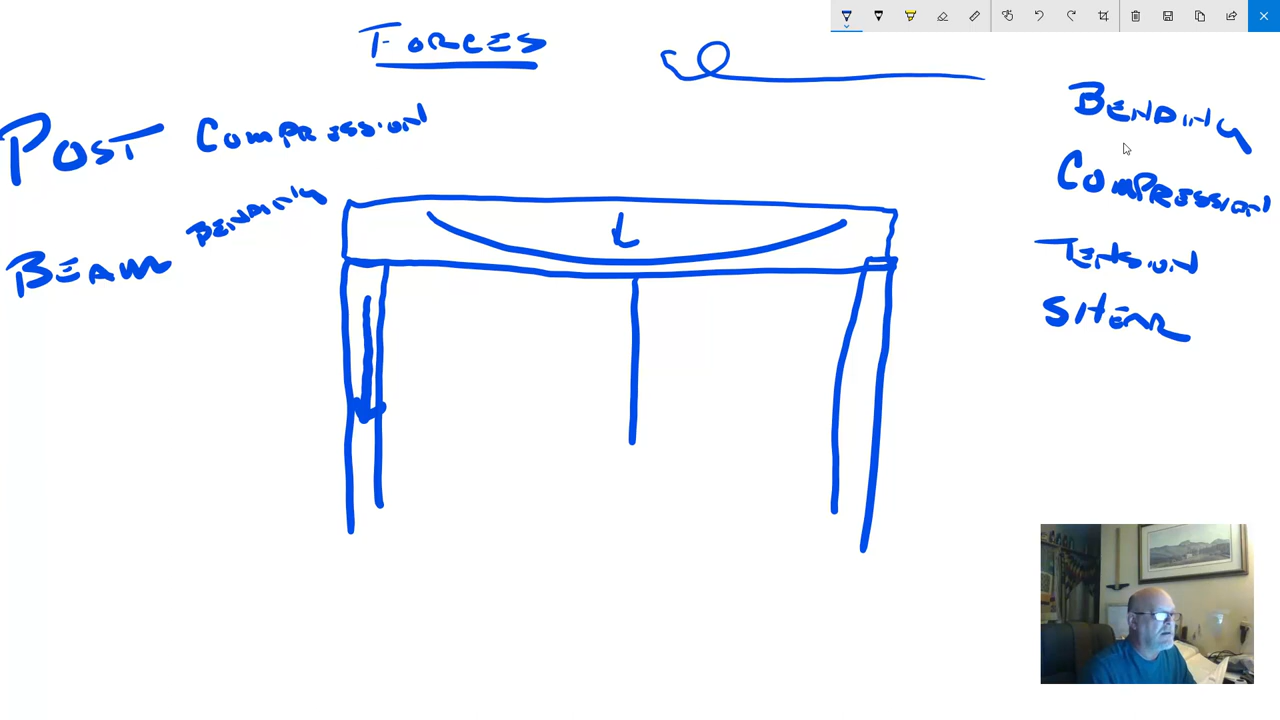 FORCES
POST COMPRESSION
BENDING
BEAM
BENDING
COMPRESSION
TENSION
SHEAR